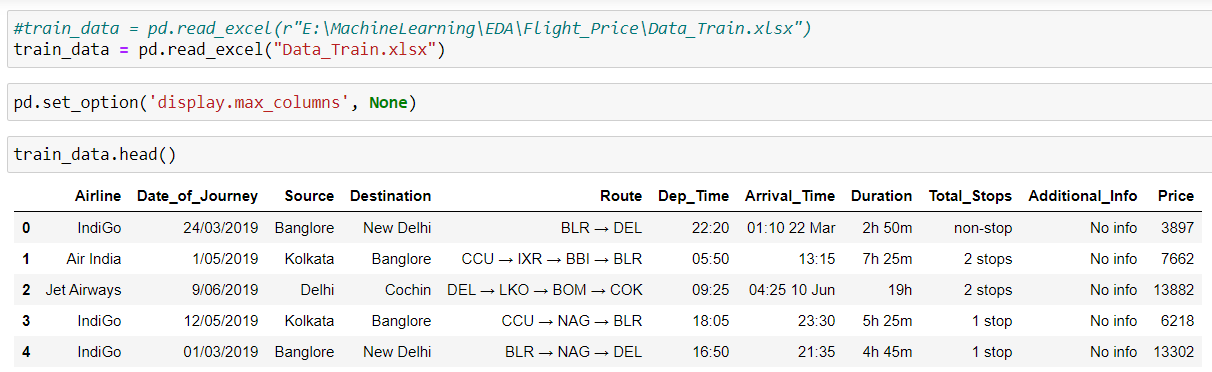 #train_data = pd.read_excel(r"E:\MachineLearning\EDA\Flight_Price\Data_Train.xlsx")
train_data = pd.read_excel("Data_Train.xlsx")
pd.set_option('display.max_columns', None)
train_data.head()
Airline Date_of_Journey Source Destination Route Dep_Time Arrival_Time Duration Total_Stops Additional_Info Price
0 IndiGo 24/03/2019 Banglore New Delhi BLR → DEL 22:20 01:10 22 Mar 2h 50m non-stop No info 3897
1 Air India 1/05/2019 Kolkata Banglore CCU → IXR → BBI → BLR 05:50 13:15 7h 25m 2 stops No info 7662
2 Jet Airways 9/06/2019 Delhi Cochin DEL → LKO → BOM → COK 09:25 04:25 10 Jun 19h 2 stops No info 13882
3 IndiGo 12/05/2019 Kolkata Banglore CCU → NAG → BLR 18:05 23:30 5h 25m 1 stop No info 6218
4 IndiGo 01/03/2019 Banglore New Delhi BLR → NAG → DEL 16:50 21:35 4h 45m 1 stop No info 13302